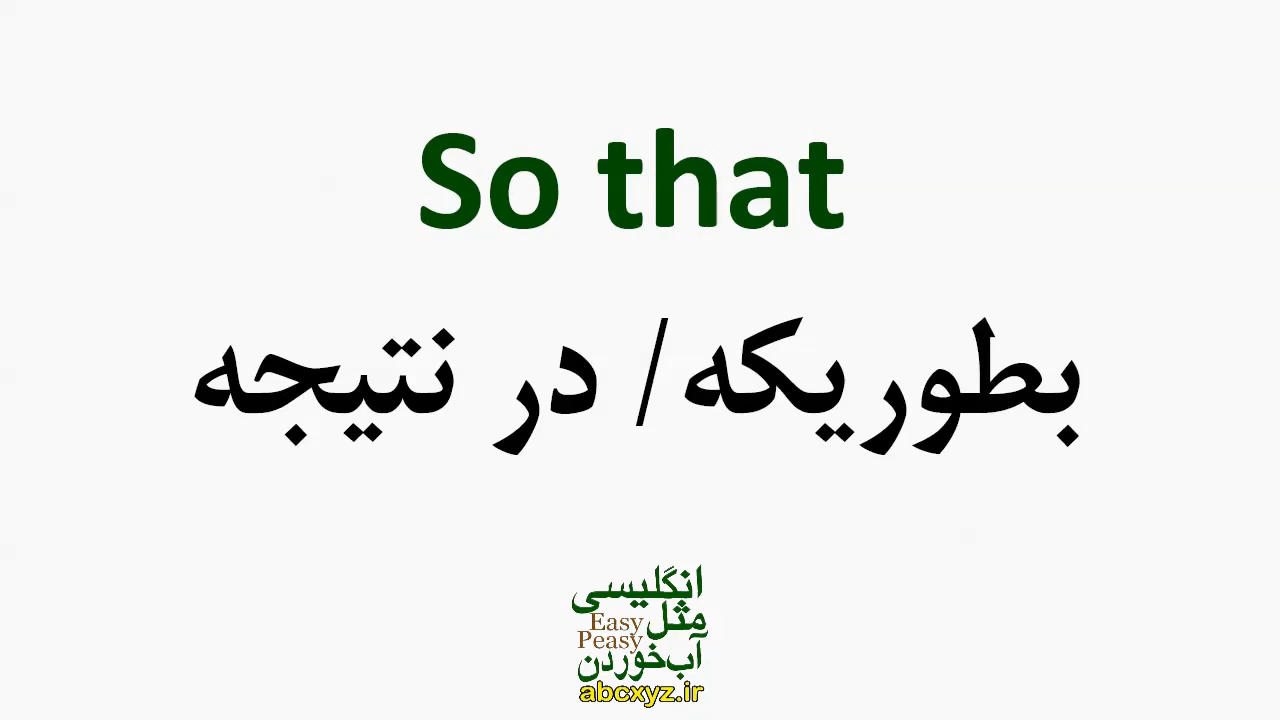 So that
بطوریکه/ در نتیجه
انگلیسی
مثل Easy
Peasy
آب‌خوردن
abcxyz.ir